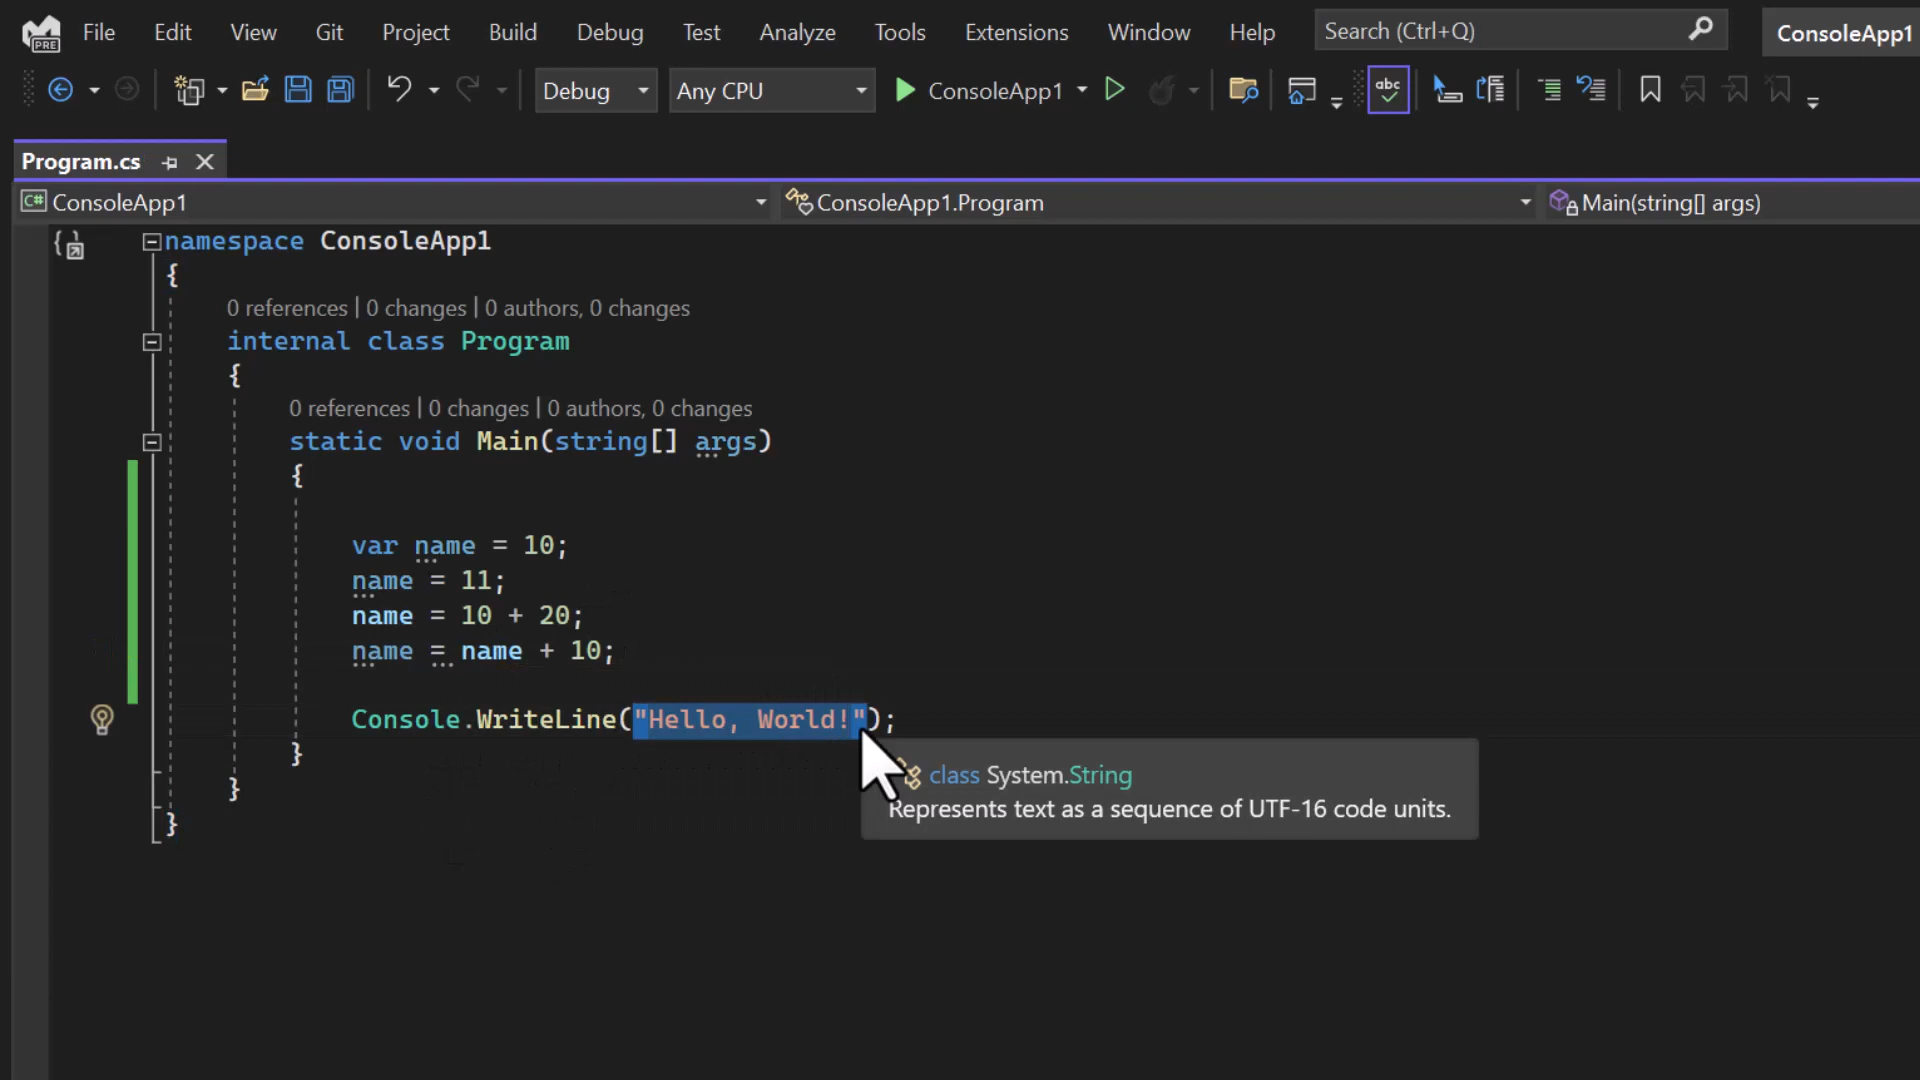 PRE File Edit View Git Project Build Debug Test Analyze Tools Extensions Window Help Search (Ctrl+Q) ConsoleApp1
Debug Any CPU ConsoleApp1 abc
Program.cs
C# ConsoleApp1 ConsoleApp1.Program Main(string[] args)
namespace ConsoleApp1
{
0 references | 0 changes | 0 authors, 0 changes
internal class Program
{
0 references | 0 changes | 0 authors, 0 changes
static void Main(string[] args)
{
var name = 10;
name = 11;
name = 10 + 20;
name = name + 10;
Console.WriteLine("Hello, World!");
}
class System.String
}
Represents text as a sequence of UTF-16 code units.
}